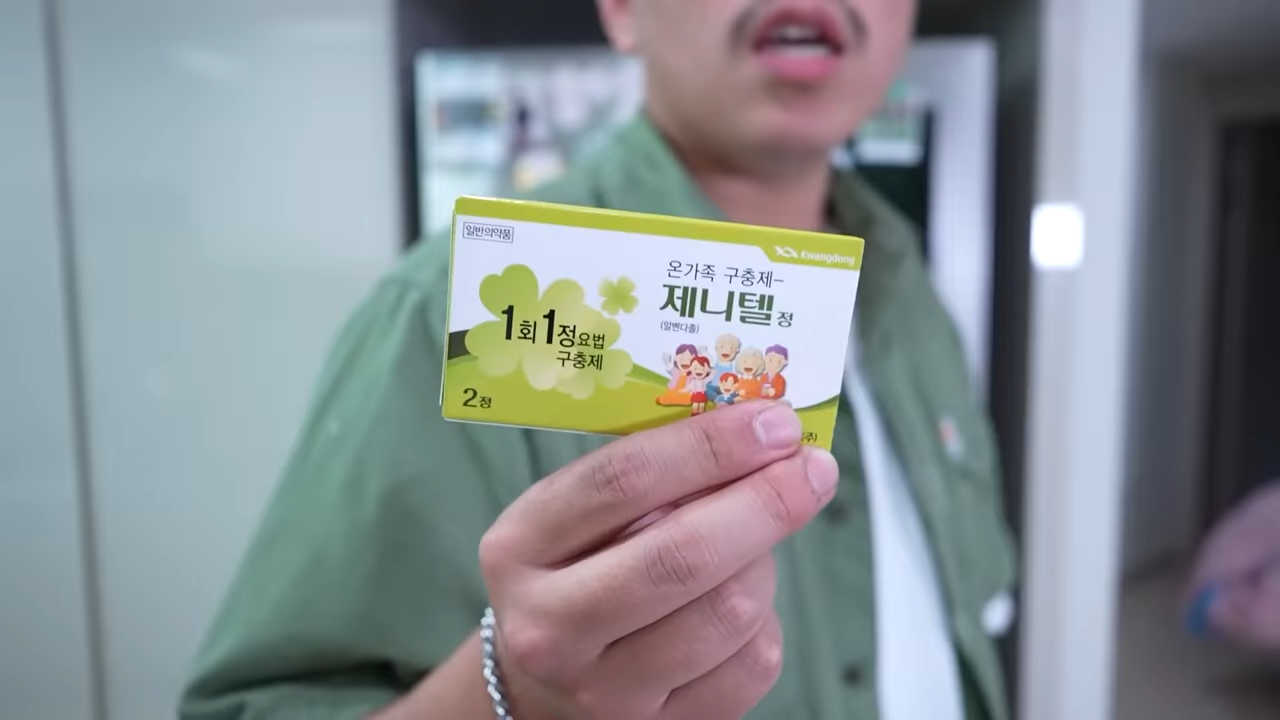 일반의약품
Kwangdong
온가족 구충제-
제니텔정
(알벤다졸)
1회 1정요법
구충제
2정